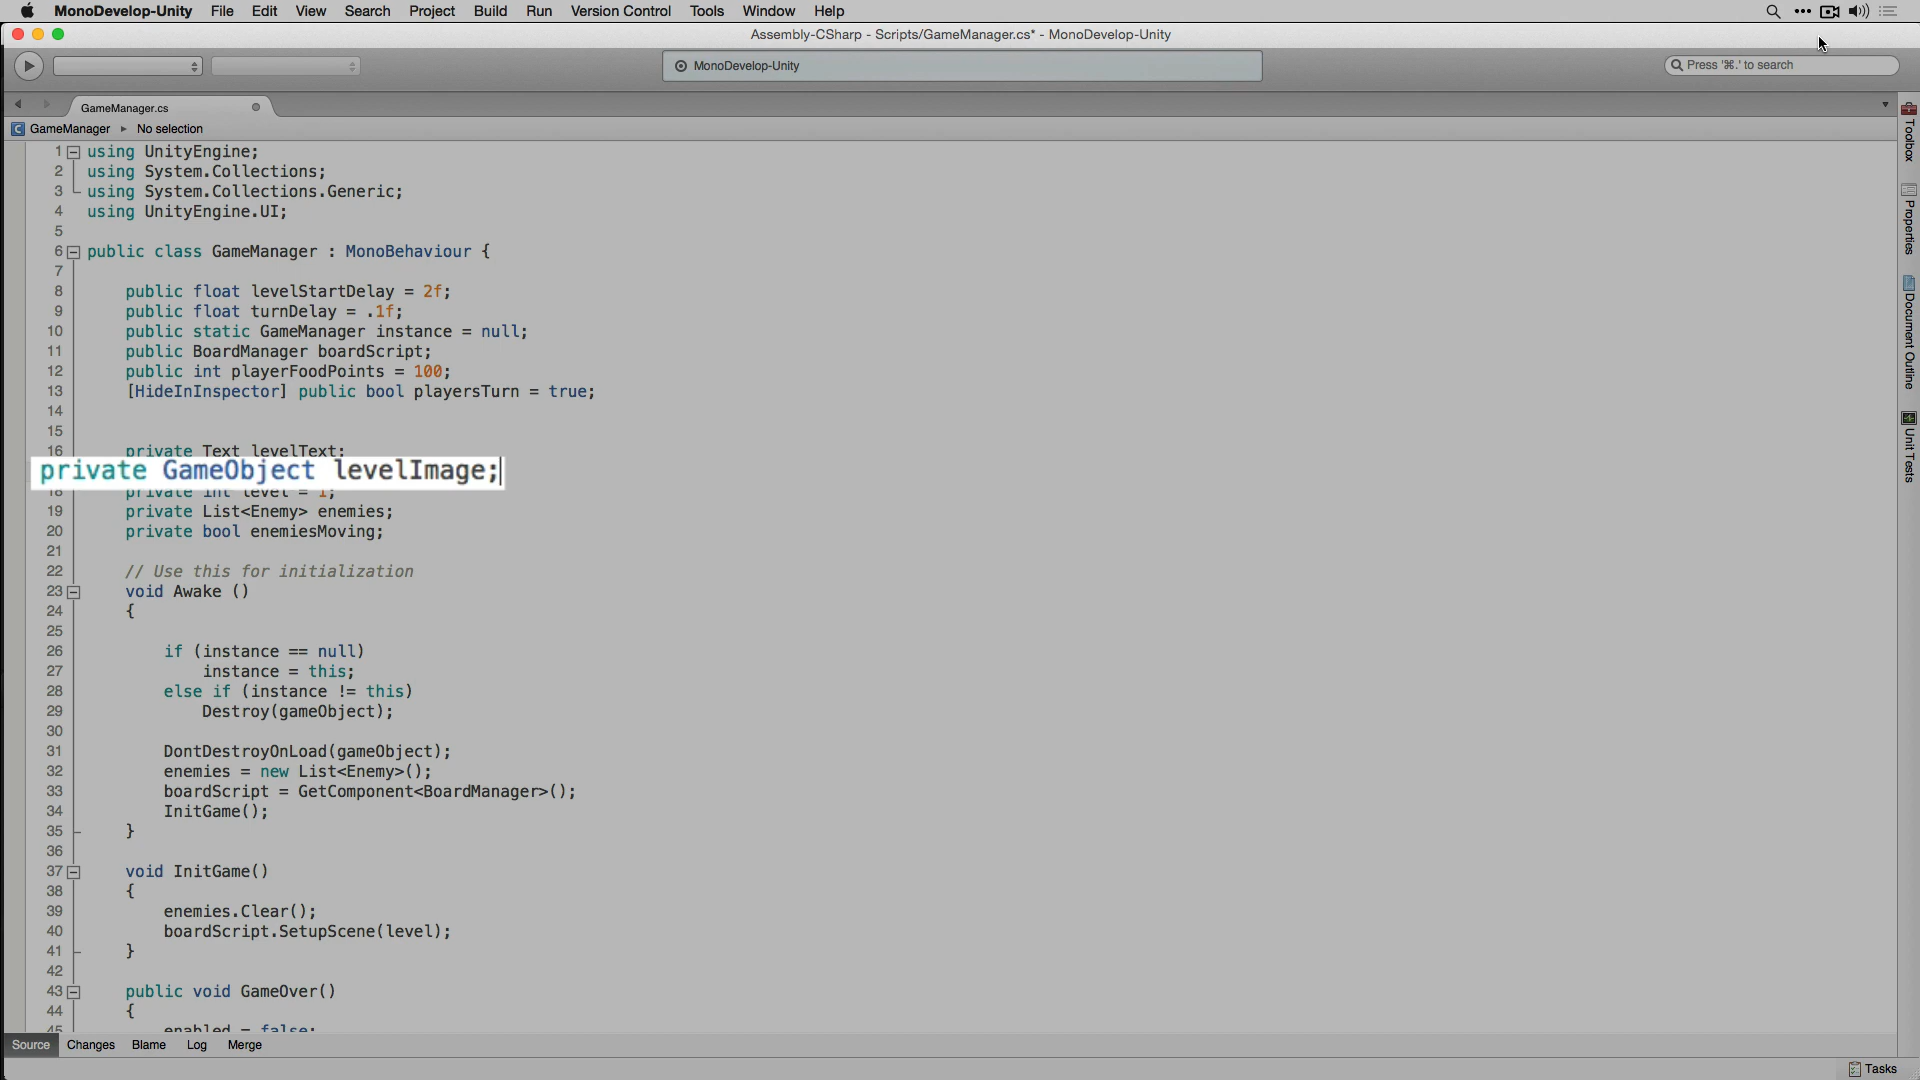 MonoDevelop-Unity File Edit View Search Project Build Run Version Control Tools Window Help
Assembly-CSharp - Scripts/GameManager.cs* - MonoDevelop-Unity
MonoDevelop-Unity
Press '⌘.' to search
GameManager.cs
GameManager No selection
1 using UnityEngine;
2 using System.Collections;
3 using System.Collections.Generic;
4 using UnityEngine.UI;
5
6 public class GameManager : MonoBehaviour {
7
8 public float levelStartDelay = 2f;
9 public float turnDelay = .1f;
10 public static GameManager instance = null;
11 public BoardManager boardScript;
12 public int playerFoodPoints = 100;
13 [HideInInspector] public bool playersTurn = true;
14
15
16 private Text levelText;
private GameObject levelImage;
18 private int level = 1;
19 private List<Enemy> enemies;
20 private bool enemiesMoving;
21
22 // Use this for initialization
23 void Awake ()
24 {
25
26 if (instance == null)
27 instance = this;
28 else if (instance != this)
29 Destroy(gameObject);
30
31 DontDestroyOnLoad(gameObject);
32 enemies = new List<Enemy>();
33 boardScript = GetComponent<BoardManager>();
34 InitGame();
35 }
36
37 void InitGame()
38 {
39 enemies.Clear();
40 boardScript.SetupScene(level);
41 }
42
43 public void GameOver()
44 {
45 enabled = false;
Source Changes Blame Log Merge
Tasks
Toolbox
Properties
Document Outline
Unit Tests